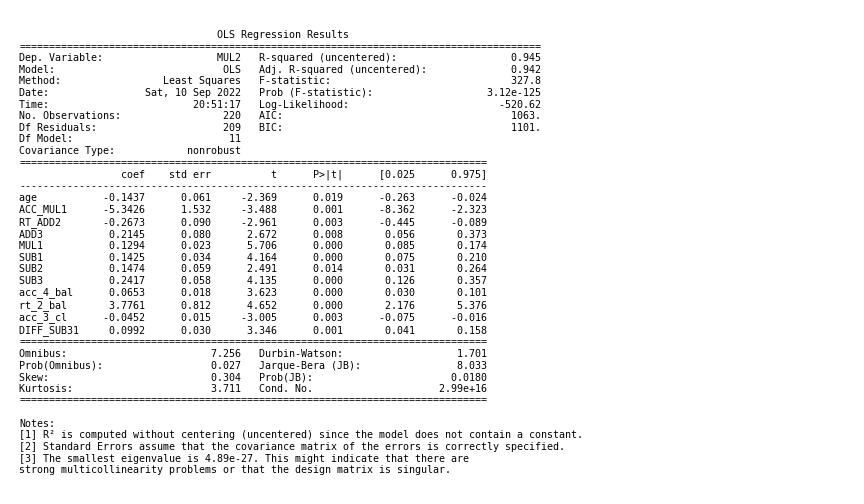 OLS Regression Results
==============================================================================
Dep. Variable: MUL2 R-squared (uncentered): 0.945
Model: OLS Adj. R-squared (uncentered): 0.942
Method: Least Squares F-statistic: 327.8
Date: Sat, 10 Sep 2022 Prob (F-statistic): 3.12e-125
Time: 20:51:17 Log-Likelihood: -520.62
No. Observations: 220 AIC: 1063.
Df Residuals: 209 BIC: 1101.
Df Model: 11
Covariance Type: nonrobust
==============================================================================
coef std err t P>|t| [0.025 0.975]
------------------------------------------------------------------------------
age -0.1437 0.061 -2.369 0.019 -0.263 -0.024
ACC_MUL1 -5.3426 1.532 -3.488 0.001 -8.362 -2.323
RT_ADD2 -0.2673 0.090 -2.961 0.003 -0.445 -0.089
ADD3 0.2145 0.080 2.672 0.008 0.056 0.373
MUL1 0.1294 0.023 5.706 0.000 0.085 0.174
SUB1 0.1425 0.034 4.164 0.000 0.075 0.210
SUB2 0.1474 0.059 2.491 0.014 0.031 0.264
SUB3 0.2417 0.058 4.135 0.000 0.126 0.357
acc_4_bal 0.0653 0.018 3.623 0.000 0.030 0.101
rt_2_bal 3.7761 0.812 4.652 0.000 2.176 5.376
acc_3_cl -0.0452 0.015 -3.005 0.003 -0.075 -0.016
DIFF_SUB31 0.0992 0.030 3.346 0.001 0.041 0.158
==============================================================================
Omnibus: 7.256 Durbin-Watson: 1.701
Prob(Omnibus): 0.027 Jarque-Bera (JB): 8.033
Skew: 0.304 Prob(JB): 0.0180
Kurtosis: 3.711 Cond. No. 2.99e+16
==============================================================================
Notes:
[1] R² is computed without centering (uncentered) since the model does not contain a constant.
[2] Standard Errors assume that the covariance matrix of the errors is correctly specified.
[3] The smallest eigenvalue is 4.89e-27. This might indicate that there are
strong multicollinearity problems or that the design matrix is singular.